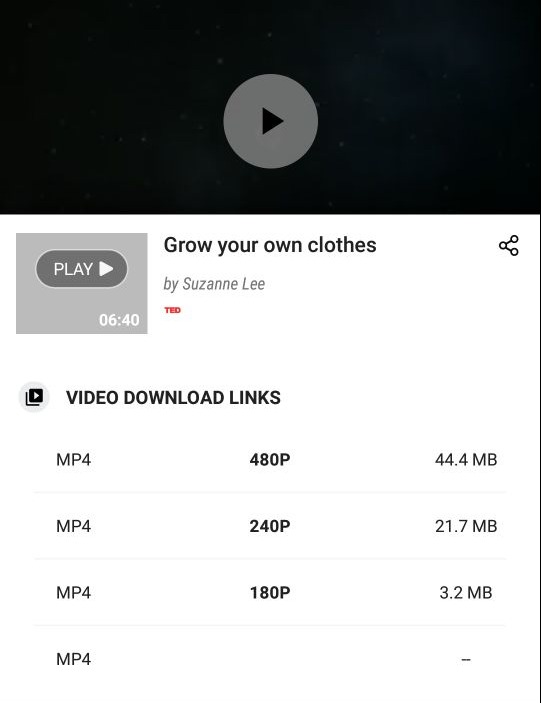 Grow your own clothes
PLAY
by Suzanne Lee
TED
06:40
VIDEO DOWNLOAD LINKS
MP4 480P 44.4 MB
MP4 240P 21.7 MB
MP4 180P 3.2 MB
MP4 --